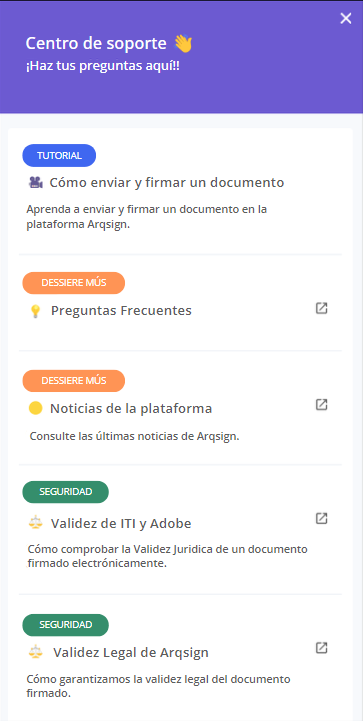 Centro de soporte 👋
¡Haz tus preguntas aquí!!
TUTORIAL
Cómo enviar y firmar un documento
Aprenda a enviar y firmar un documento en la
plataforma Arqsign.
DESSIERE MÚS
Preguntas Frecuentes
DESSIERE MÚS
Noticias de la plataforma
Consulte las últimas noticias de Arqsign.
SEGURIDAD
Validez de ITI y Adobe
Cómo comprobar la Validez Juridica de un documento
firmado electrónicamente.
SEGURIDAD
Validez Legal de Arqsign
Cómo garantizamos la validez legal del documento
firmado.